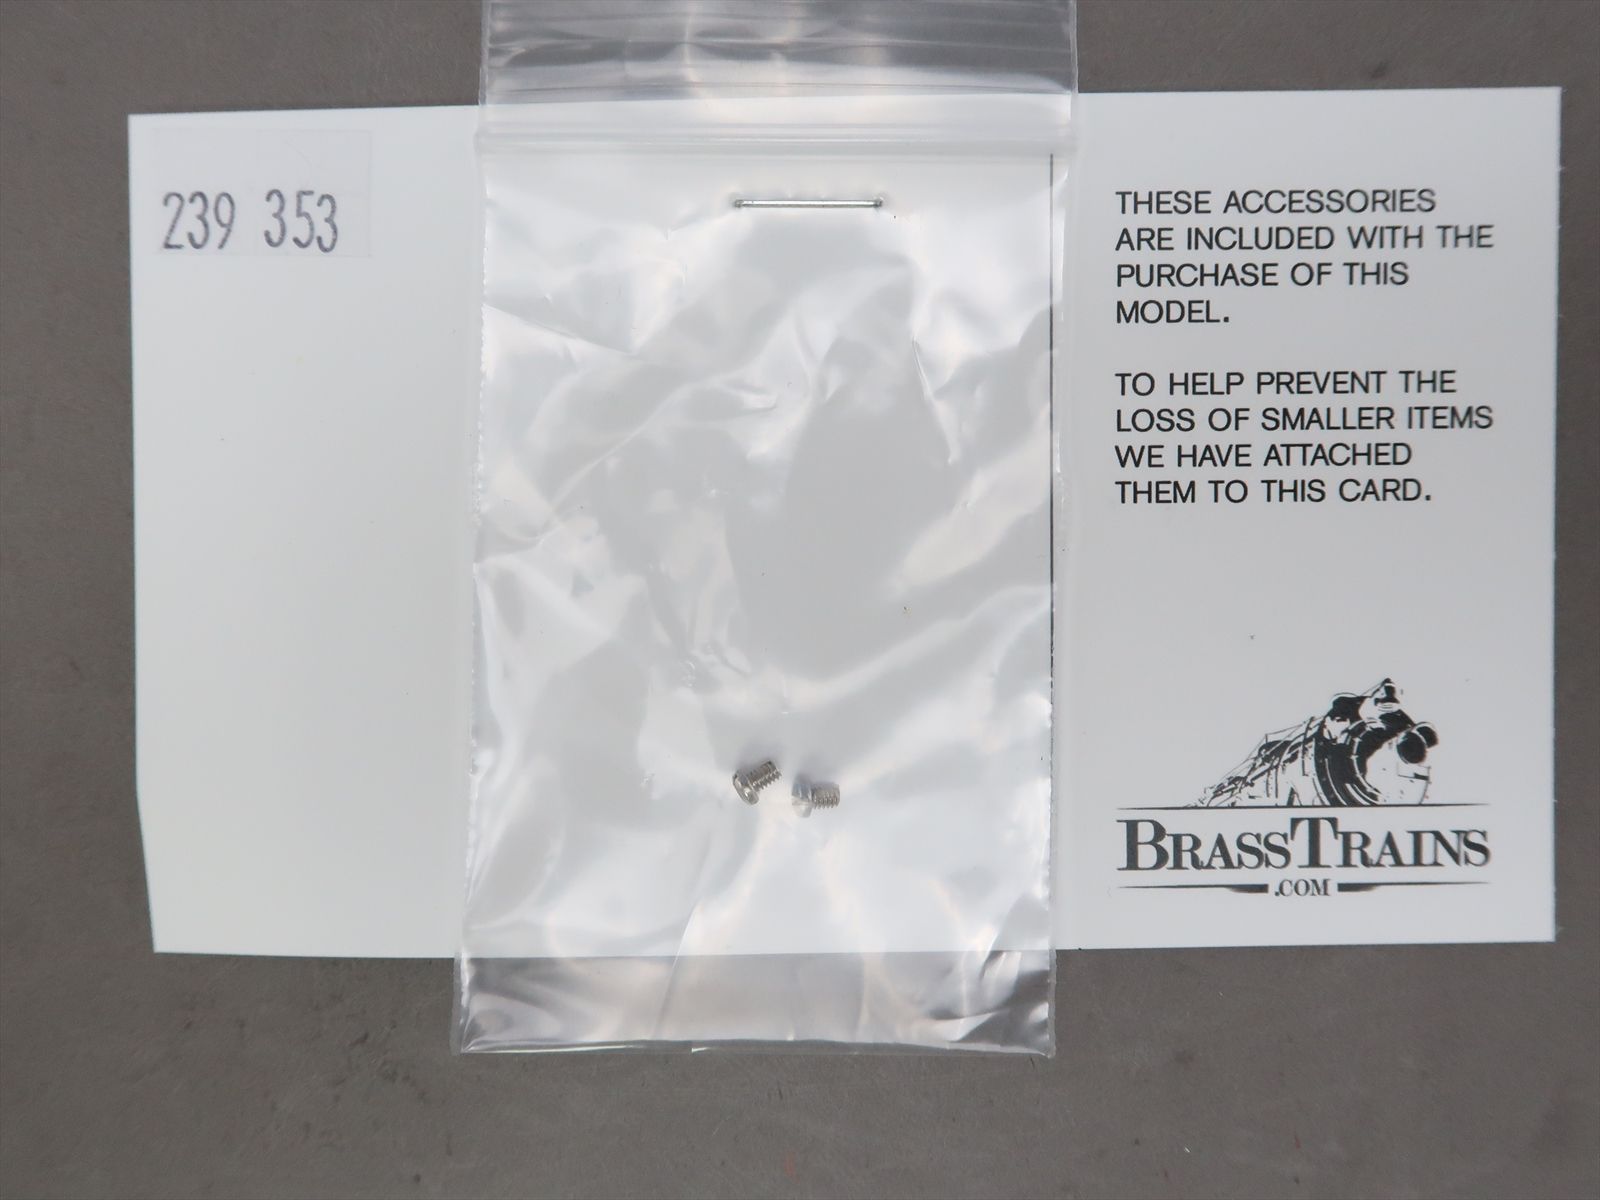 239 353
THESE ACCESSORIES
ARE INCLUDED WITH THE
PURCHASE OF THIS
MODEL.
TO HELP PREVENT THE
LOSS OF SMALLER ITEMS
WE HAVE ATTACHED
THEM TO THIS CARD.
BRASSTRAINS
.COM